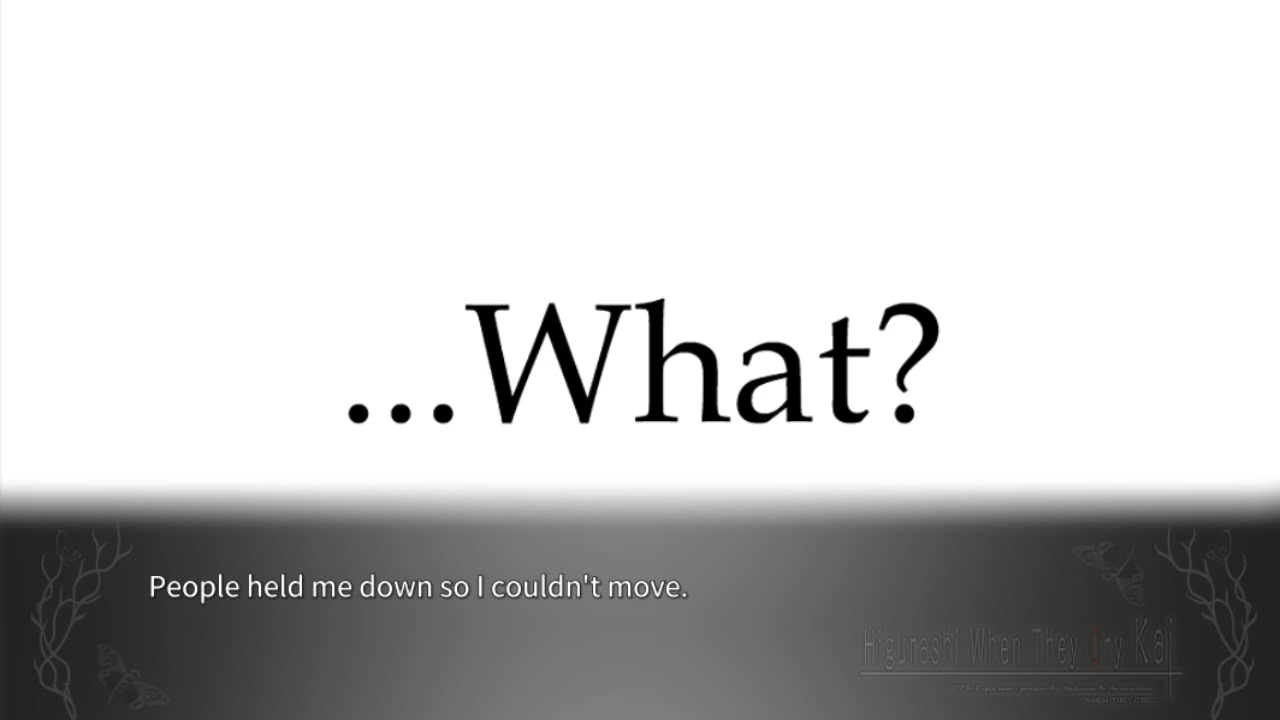 ...What?
People held me down so I couldn't move.
Higurashi When They Cry Kai